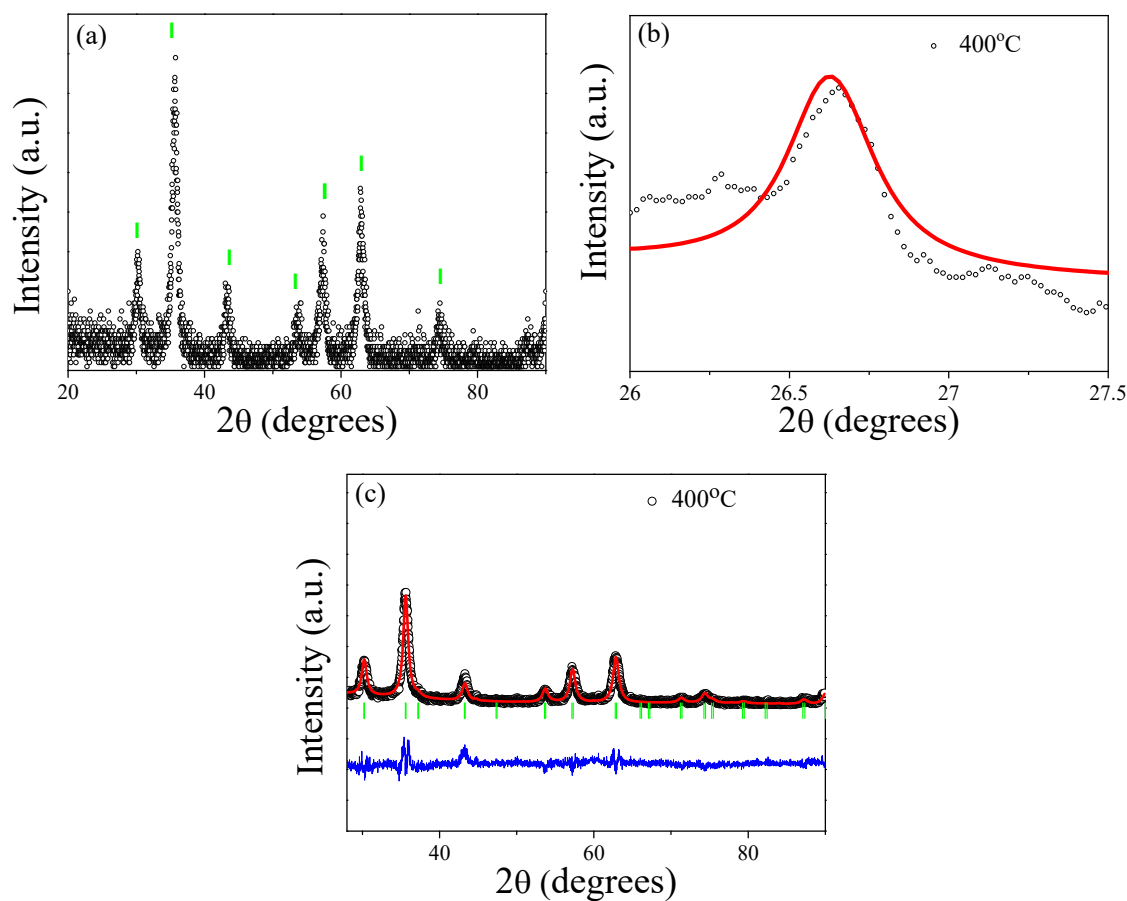 (a)
Intensity (a.u.)
20 40 60 80
2θ (degrees)
(b)
400°C
Intensity (a.u.)
26 26.5 27 27.5
2θ (degrees)
(c)
400°C
Intensity (a.u.)
40 60 80
2θ (degrees)